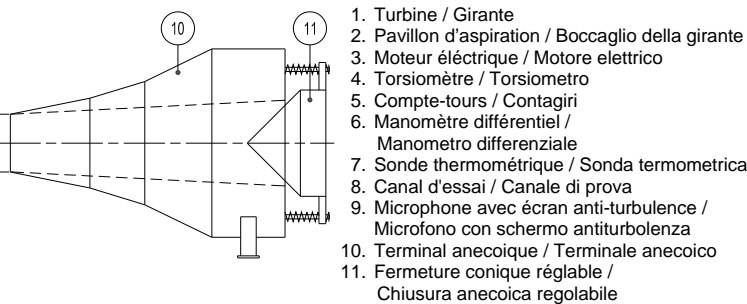 10
11
1. Turbine / Girante
2. Pavillon d'aspiration / Boccaglio della girante
3. Moteur éléctrique / Motore elettrico
4. Torsiomètre / Torsiometro
5. Compte-tours / Contagiri
6. Manomètre différentiel /
Manometro differenziale
7. Sonde thermométrique / Sonda termometrica
8. Canal d'essai / Canale di prova
9. Microphone avec écran anti-turbulence /
Microfono con schermo antiturbolenza
10. Terminal anecoique / Terminale anecoico
11. Fermeture conique réglable /
Chiusura anecoica regolabile